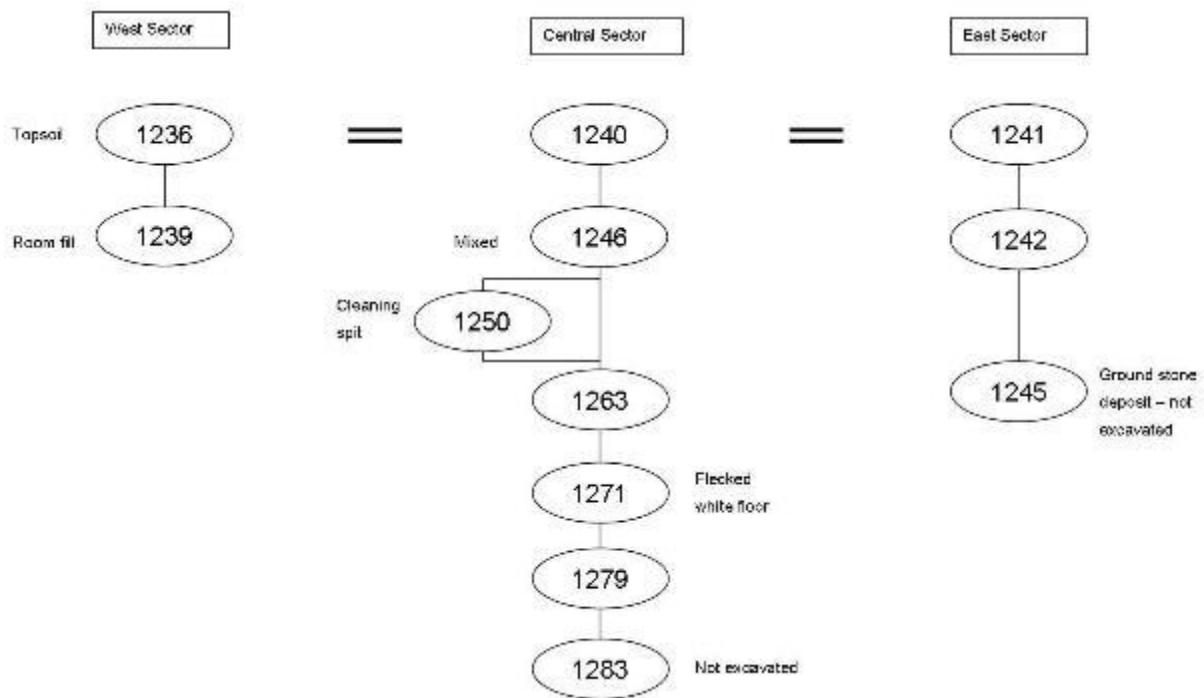 West Sector
Central Sector
East Sector
Topsoil
1236
1240
1241
Room fill
1239
Mixed
1246
1242
Cleaning
spit
1250
1263
1245
Ground stone
deposit – not
excavated
1271
Flecked
white floor
1279
1283
Not excavated